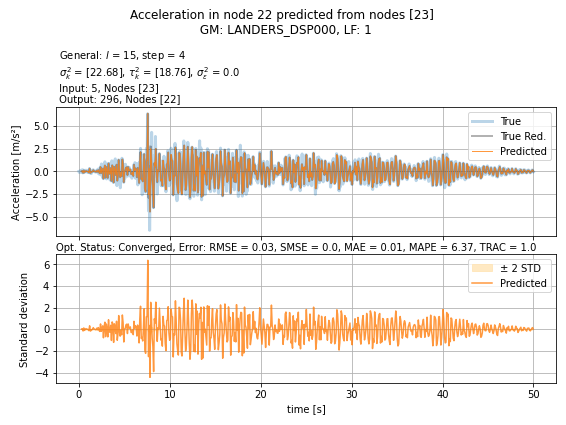 Acceleration in node 22 predicted from nodes [23]
GM: LANDERS_DSP000, LF: 1
General: l = 15, step = 4
σ²ₖ = [22.68], τ²ₖ = [18.76], σ²ε = 0.0
Input: 5, Nodes [23]
Output: 296, Nodes [22]
Acceleration [m/s²]
5.0
2.5
0.0
−2.5
−5.0
True
True Red.
Predicted
Opt. Status: Converged, Error: RMSE = 0.03, SMSE = 0.0, MAE = 0.01, MAPE = 6.37, TRAC = 1.0
Standard deviation
6
4
2
0
−2
−4
± 2 STD
Predicted
0 10 20 30 40 50
time [s]